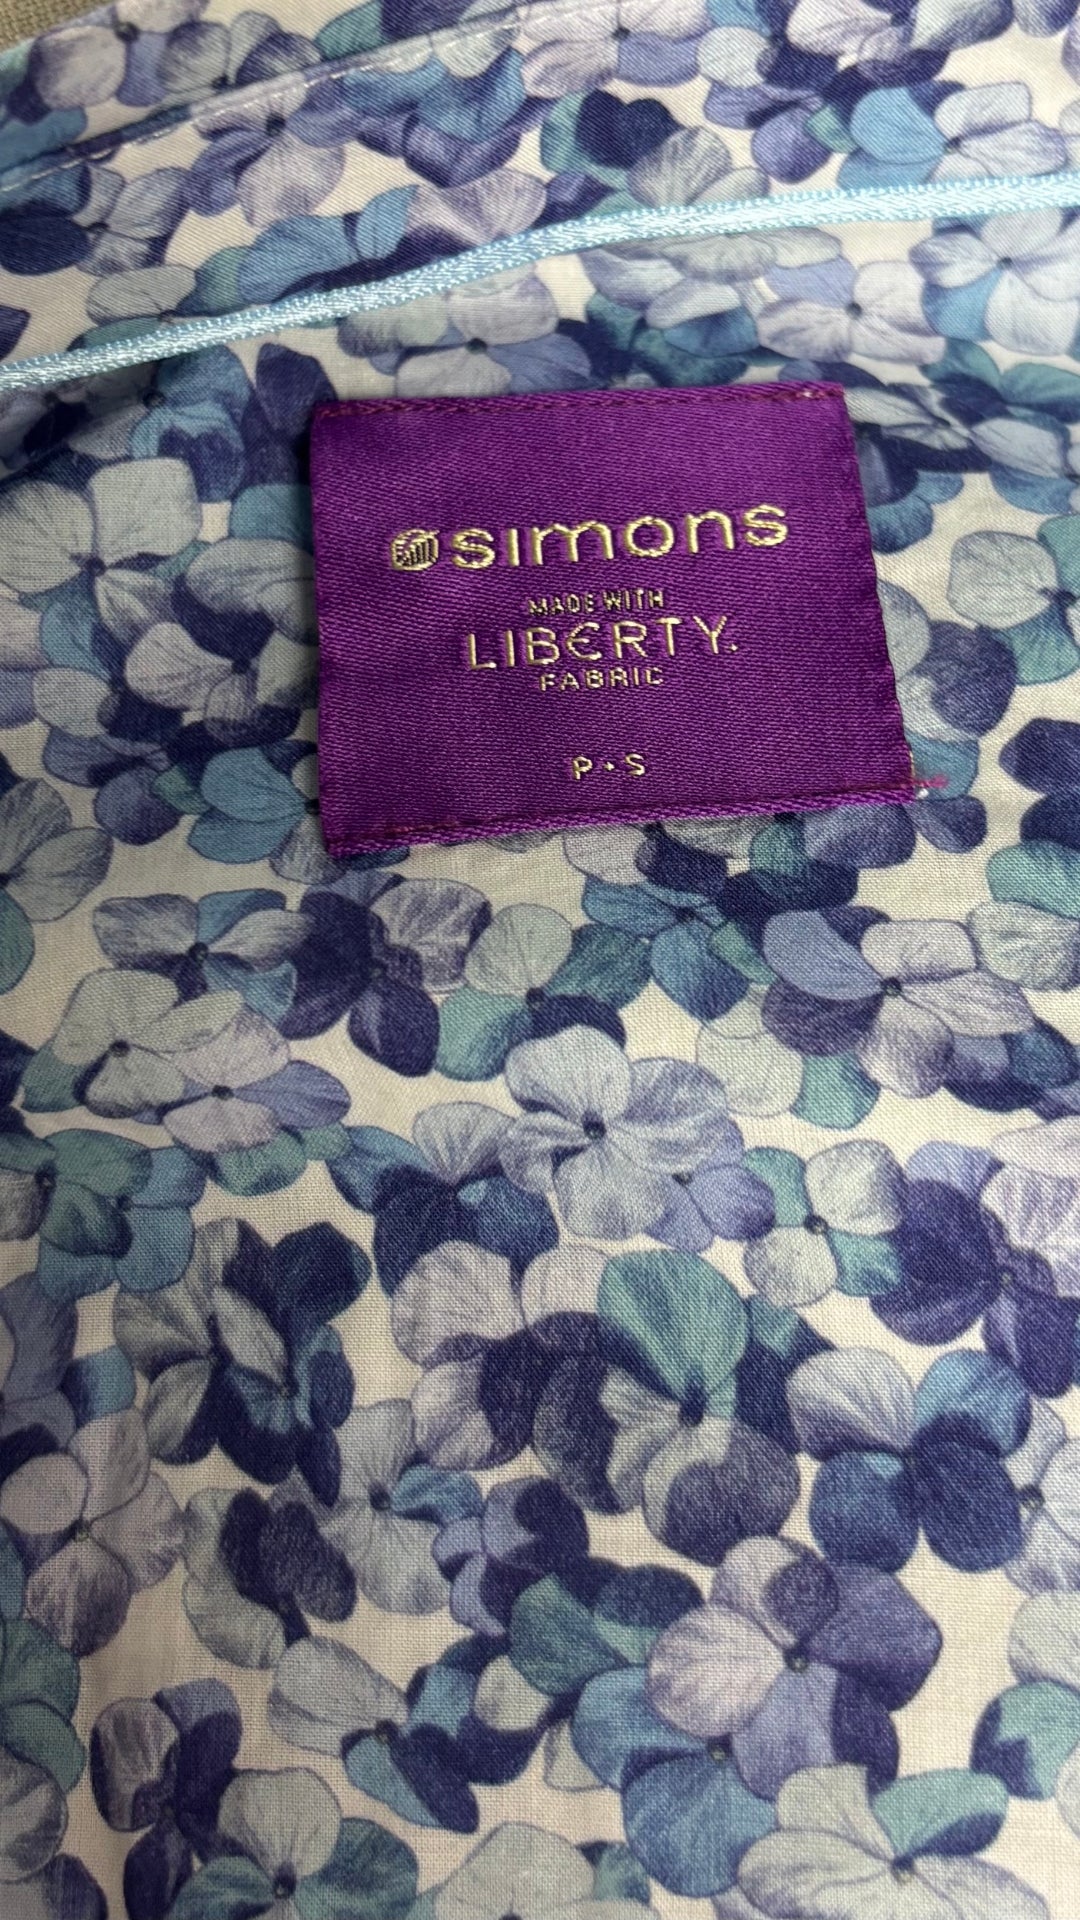 simons
MADE WITH
LIBERTY.
FABRIC
P • S